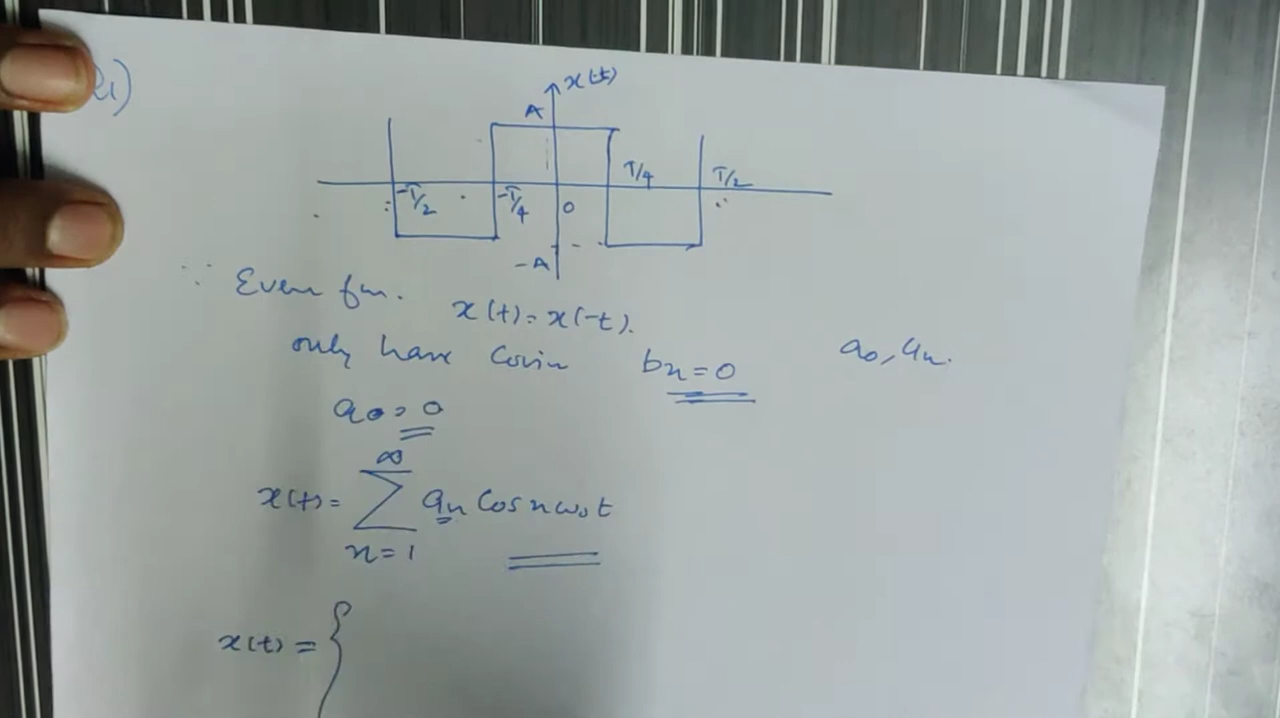 Q1)
x(t)
A
-T/2 -T/4 0 T/4 T/2
-A
∵ Even fn. x(t)=x(-t).
only have Cosine bn=0 a0, an.
a0=0
x(t)= ∞ ∑ n=1 an Cos nω0t
x(t) = {